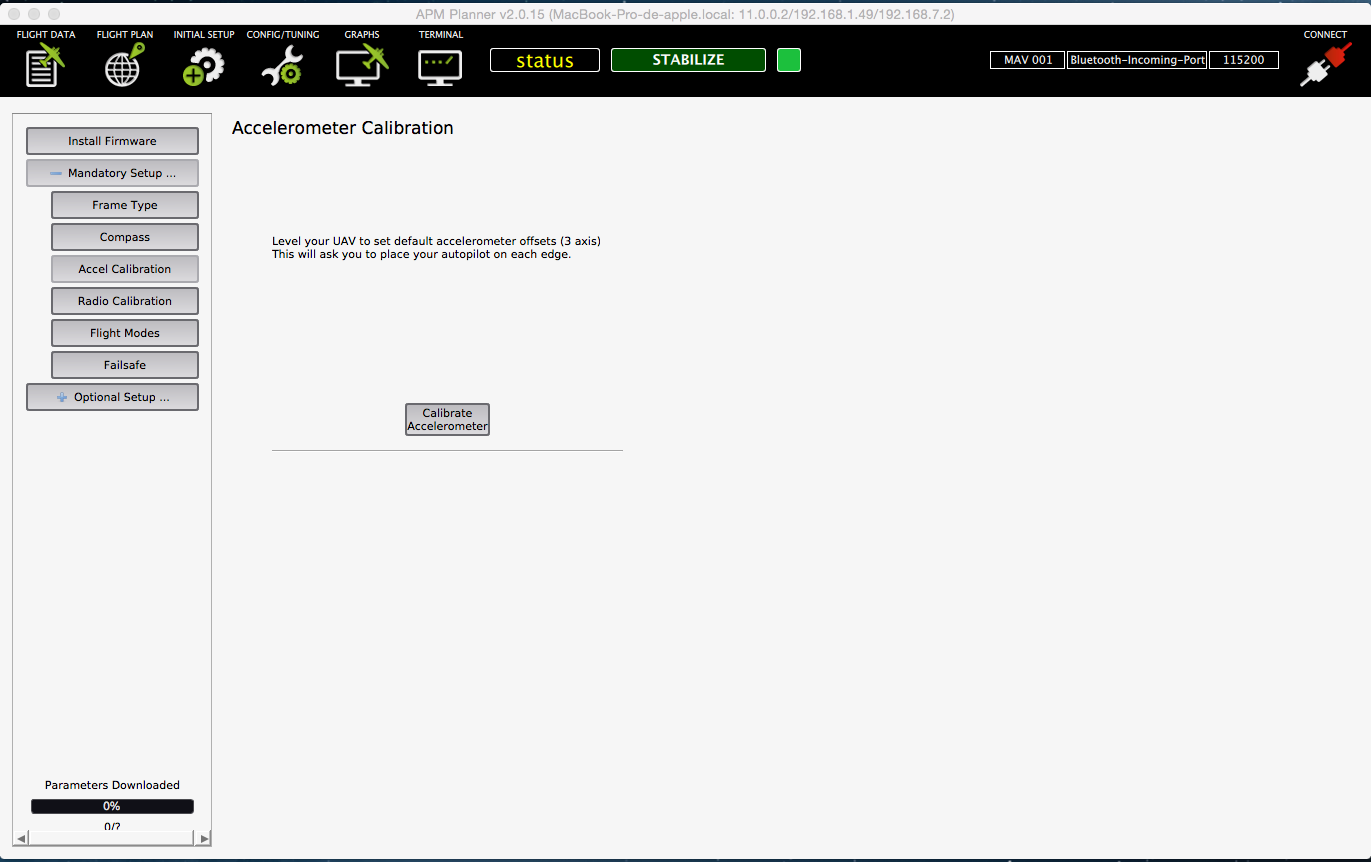 APM Planner v2.0.15 (MacBook-Pro-de-apple.local: 11.0.0.2/192.168.1.49/192.168.7.2)
FLIGHT DATA
FLIGHT PLAN
INITIAL SETUP
CONFIG/TUNING
GRAPHS
TERMINAL
status
STABILIZE
MAV 001
Bluetooth-Incoming-Port
115200
CONNECT
Install Firmware
Mandatory Setup ...
Frame Type
Compass
Accel Calibration
Radio Calibration
Flight Modes
Failsafe
Optional Setup ...
Parameters Downloaded
0%
0/?
Accelerometer Calibration
Level your UAV to set default accelerometer offsets (3 axis)
This will ask you to place your autopilot on each edge.
Calibrate
Accelerometer